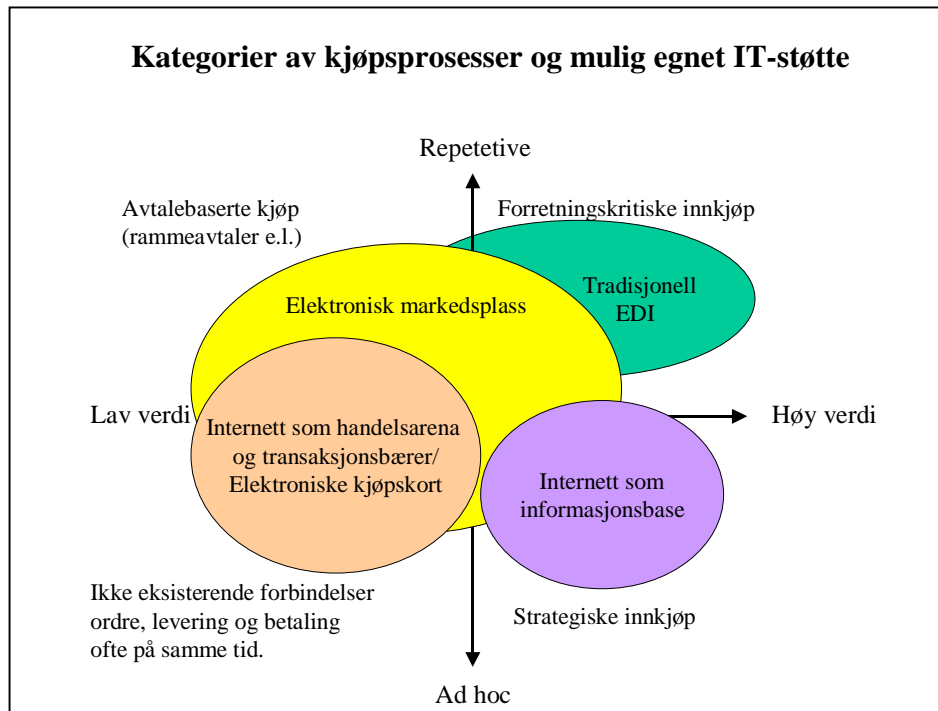 Kategorier av kjøpsprosesser og mulig egnet IT-støtte
Repetetive
Avtalebaserte kjøp
(rammeavtaler e.l.)
Forretningskritiske innkjøp
Tradisjonell
EDI
Elektronisk markedsplass
Lav verdi
Høy verdi
Internett som handelsarena
og transaksjonsbærer/
Elektroniske kjøpskort
Internett som
informasjonsbase
Ikke eksisterende forbindelser
ordre, levering og betaling
ofte på samme tid.
Strategiske innkjøp
Ad hoc